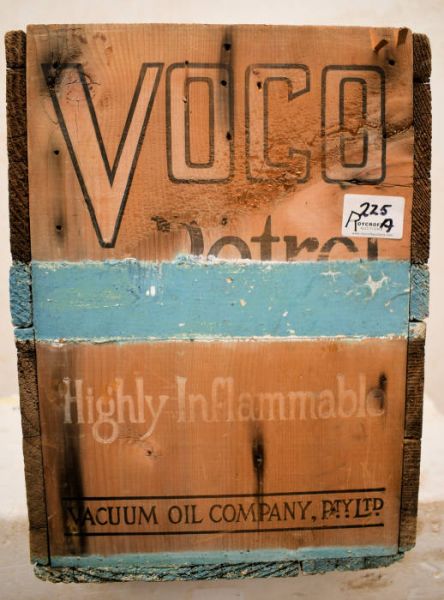 VOCO
Petrol
225
A
Highly Inflammable
VACUUM OIL COMPANY, PTY LTD